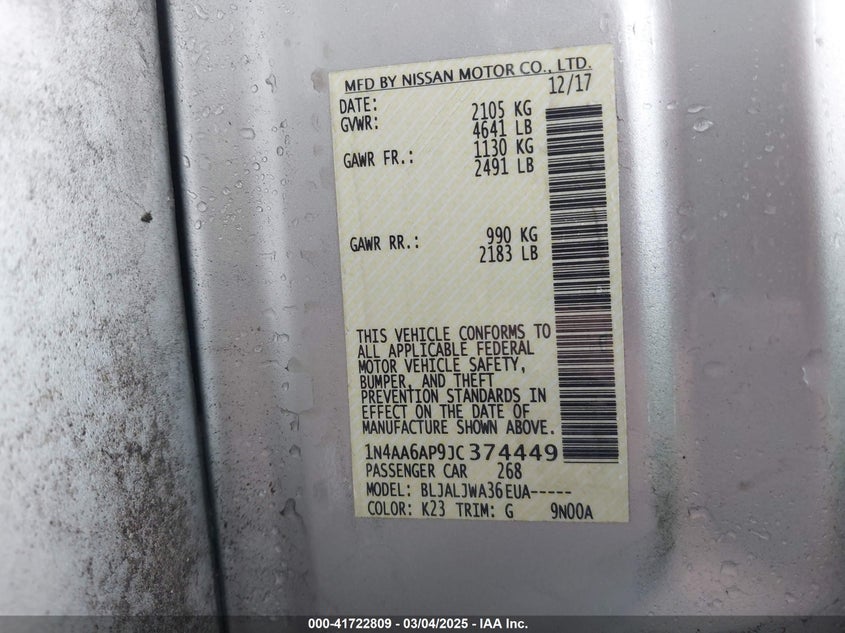 MFD BY NISSAN MOTOR CO., LTD.
DATE: 12/17
GVWR: 2105 KG
4641 LB
GAWR FR.: 1130 KG
2491 LB
GAWR RR.: 990 KG
2183 LB
THIS VEHICLE CONFORMS TO
ALL APPLICABLE FEDERAL
MOTOR VEHICLE SAFETY,
BUMPER, AND THEFT
PREVENTION STANDARDS IN
EFFECT ON THE DATE OF
MANUFACTURE SHOWN ABOVE.
1N4AA6AP9JC374449
PASSENGER CAR 268
MODEL: BLJALJWA36EUA-----
COLOR: K23 TRIM: G 9N00A
000-41722809 - 03/04/2025 - IAA Inc.